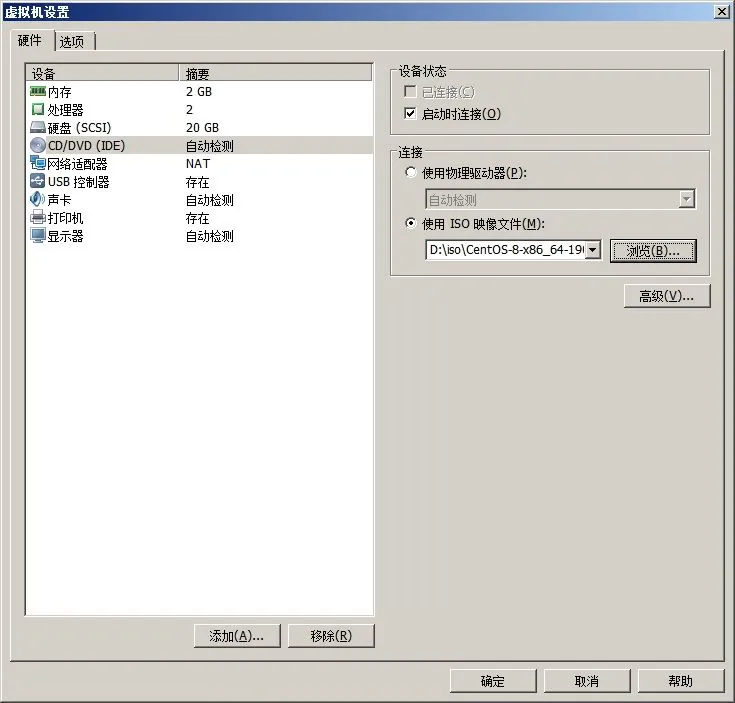 虚拟机设置
硬件 选项
设备 摘要
内存 2 GB
处理器 2
硬盘 (SCSI) 20 GB
CD/DVD (IDE) 自动检测
网络适配器 NAT
USB 控制器 存在
声卡 自动检测
打印机 存在
显示器 自动检测
添加(A)... 移除(R)
设备状态
已连接(C)
启动时连接(O)
连接
使用物理驱动器(P):
自动检测
使用 ISO 映像文件(M):
D:\iso\CentOS-8-x86_64-19 浏览(B)...
高级(V)...
确定 取消 帮助